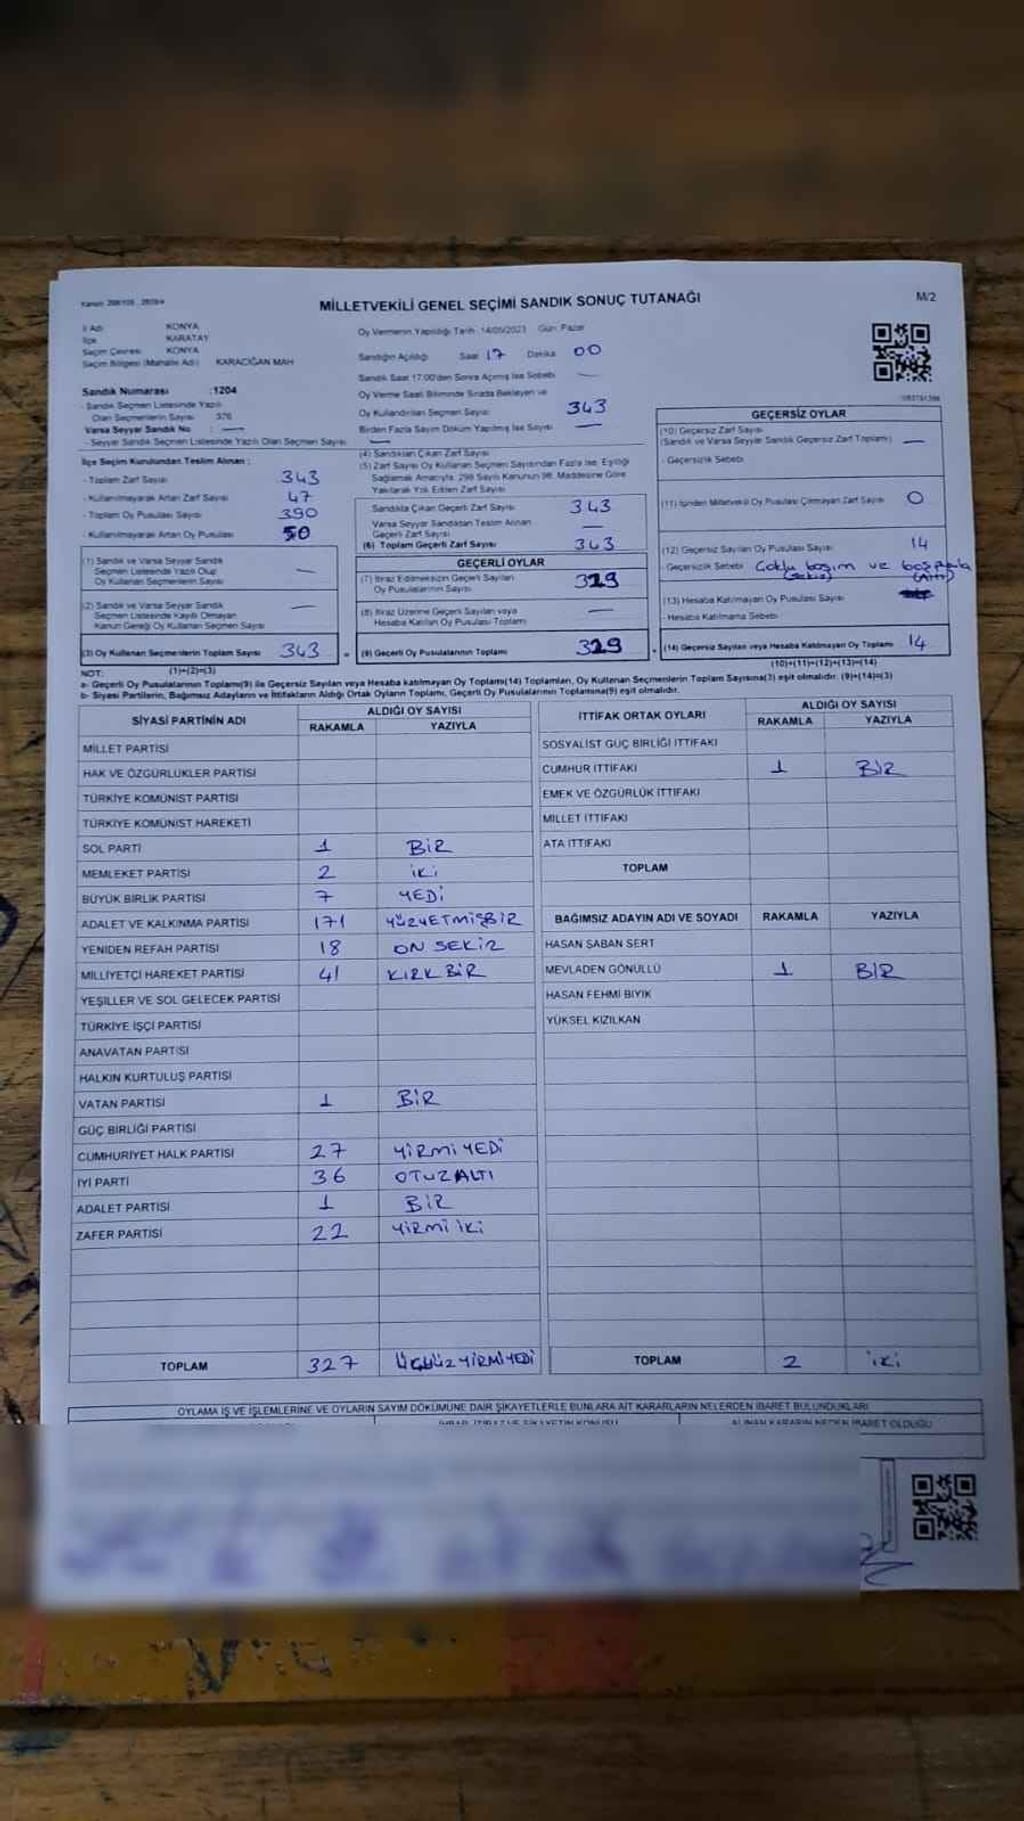 MİLLETVEKİLİ GENEL SEÇİMİ SANDIK SONUÇ TUTANAĞI
M/2
İl Adı KONYA
İlçe KARATAY
Seçim Çevresi KONYA
Seçim Bölgesi (Mahalle Adı) KARACİĞAN MAH
Sandık Numarası :1204
- Sandık Seçmen Listesinde Yazılı
Olan Seçmenlerin Sayısı 376
Varsa Seyyar Sandık No —
- Seyyar Sandık Seçmen Listesinde Yazılı Olan Seçmen Sayısı —
Oy Vermenin Yapıldığı Tarih 14/05/2023 Gün: Pazar
Sandığın Açıldığı Saat 17 Dakika 00
Sandık Saat 17:00'den Sonra Açılmış İse Sebebi —
Oy Verme Saati Bitiminde Sırada Bekleyen ve
Oy Kullandırılan Seçmen Sayısı 343
Birden Fazla Sayım Döküm Yapılmış İse Sayısı —
İlçe Seçim Kurulundan Teslim Alınan :
- Toplam Zarf Sayısı 343
- Kullanılmayarak Artan Zarf Sayısı 47
- Toplam Oy Pusulası Sayısı 390
- Kullanılmayarak Artan Oy Pusulası 50
(1) Sandık ve Varsa Seyyar Sandık
Seçmen Listesinde Yazılı Olup
Oy Kullanan Seçmenlerin Sayısı —
(2) Sandık ve Varsa Seyyar Sandık
Seçmen Listesinde Kayıtlı Olmayan
Kanun Gereği Oy Kullanan Seçmen Sayısı —
(3) Oy Kullanan Seçmenlerin Toplam Sayısı 343
(1)+(2)=(3)
(4) Sandıktan Çıkan Zarf Sayısı
(5) Zarf Sayısı Oy Kullanan Seçmen Sayısından Fazla İse, Eşitliği
Sağlamak Amacıyla, 298 Sayılı Kanunun 98. Maddesine Göre
Yakılarak Yok Edilen Zarf Sayısı
Sandıkta Çıkan Geçerli Zarf Sayısı 343
Varsa Seyyar Sandıktan Teslim Alınan
Geçerli Zarf Sayısı —
(6) Toplam Geçerli Zarf Sayısı 343
GEÇERLİ OYLAR
(7) İtiraz Edilmeksizin Geçerli Sayılan
Oy Pusulalarının Sayısı 329
(8) İtiraz Üzerine Geçerli Sayılan veya
Hesaba Katılan Oy Pusulası Toplamı —
(9) Geçerli Oy Pusulalarının Toplamı 329
GEÇERSİZ OYLAR
(10) Geçersiz Zarf Sayısı
(Sandık ve Varsa Seyyar Sandık Geçersiz Zarf Toplamı) —
- Geçersizlik Sebebi
(11) İçinden Milletvekili Oy Pusulası Çıkmayan Zarf Sayısı 0
(12) Geçersiz Sayılan Oy Pusulası Sayısı 14
- Geçersizlik Sebebi Çoklu basım ve boş pusula
(sekiz) (Altı)
(13) Hesaba Katılmayan Oy Pusulası Sayısı
- Hesaba Katılmama Sebebi
(14) Geçersiz Sayılan veya Hesaba Katılmayan Oy Toplamı 14
(10)+(11)+(12)+(13)=(14)
NOT:
a- Geçerli Oy Pusulalarının Toplamı(9) ile Geçersiz Sayılan veya Hesaba katılmayan Oy Toplamı(14) Toplamları, Oy Kullanan Seçmenlerin Toplam Sayısına(3) eşit olmalıdır. (9)+(14)=(3)
b- Siyasi Partilerin, Bağımsız Adayların ve İttifakların Aldığı Ortak Oyların Toplamı, Geçerli Oy Pusulalarının Toplamına(9) eşit olmalıdır.
SİYASİ PARTİNİN ADI ALDIĞI OY SAYISI
RAKAMLA YAZIYLA
MİLLET PARTİSİ
HAK VE ÖZGÜRLÜKLER PARTİSİ
TÜRKİYE KOMÜNİST PARTİSİ
TÜRKİYE KOMÜNİST HAREKETİ
SOL PARTİ 1 BİR
MEMLEKET PARTİSİ 2 İKİ
BÜYÜK BİRLİK PARTİSİ 7 YEDİ
ADALET VE KALKINMA PARTİSİ 171 YÜZYETMİŞBİR
YENİDEN REFAH PARTİSİ 18 ON SEKİZ
MİLLİYETÇİ HAREKET PARTİSİ 41 KIRK BİR
YEŞİLLER VE SOL GELECEK PARTİSİ
TÜRKİYE İŞÇİ PARTİSİ
ANAVATAN PARTİSİ
HALKIN KURTULUŞ PARTİSİ
VATAN PARTİSİ 1 BİR
GÜÇ BİRLİĞİ PARTİSİ
CUMHURİYET HALK PARTİSİ 27 YİRMİ YEDİ
İYİ PARTİ 36 OTUZ ALTI
ADALET PARTİSİ 1 BİR
ZAFER PARTİSİ 22 YİRMİ İKİ
TOPLAM 327 ÜÇYÜZ YİRMİ YEDİ
İTTİFAK ORTAK OYLARI ALDIĞI OY SAYISI
RAKAMLA YAZIYLA
SOSYALİST GÜÇ BİRLİĞİ İTTİFAKI
CUMHUR İTTİFAKI 1 BİR
EMEK VE ÖZGÜRLÜK İTTİFAKI
MİLLET İTTİFAKI
ATA İTTİFAKI
TOPLAM
BAĞIMSIZ ADAYIN ADI VE SOYADI RAKAMLA YAZIYLA
HASAN SABAN SERT
MEVLADEN GÖNÜLLÜ 1 BİR
HASAN FEHMİ BIYIK
YÜKSEL KIZILKAN
TOPLAM 2 İKİ
OYLAMA İŞ VE İŞLEMLERİNE VE OYLARIN SAYIM DÖKÜMÜNE DAİR ŞİKAYETLERLE BUNLARA AİT KARARLARIN NELERDEN İBARET BULUNDUKLARI
İHBAR, İTİRAZ VE ŞİKAYETİN KONUSU ALINAN KARARIN NEDEN İBARET OLDUĞU